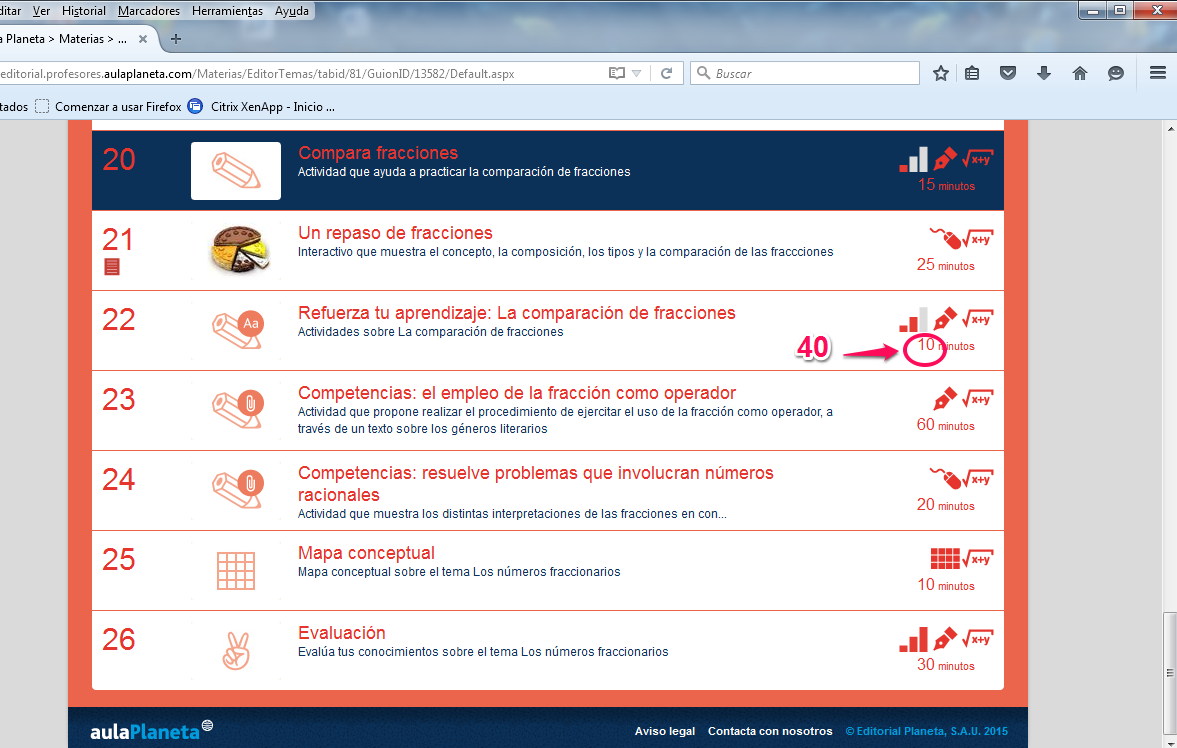 ditar Ver Historial Marcadores Herramientas Ayuda
a Planeta > Materias > ...
editorial.profesores.aulaplaneta.com/Materias/EditorTemas/tabid/81/GuionID/13582/Default.aspx
Buscar
tados Comenzar a usar Firefox Citrix XenApp - Inicio ...
20
Compara fracciones
Actividad que ayuda a practicar la comparación de fracciones
√x+y
15 minutos
21
Un repaso de fracciones
Interactivo que muestra el concepto, la composición, los tipos y la comparación de las fraccciones
√x+y
25 minutos
22
Aa
Refuerza tu aprendizaje: La comparación de fracciones
Actividades sobre La comparación de fracciones
√x+y
10 minutos
40
23
Competencias: el empleo de la fracción como operador
Actividad que propone realizar el procedimiento de ejercitar el uso de la fracción como operador, a
través de un texto sobre los géneros literarios
√x+y
60 minutos
24
Competencias: resuelve problemas que involucran números
racionales
Actividad que muestra los distintas interpretaciones de las fracciones en con...
√x+y
20 minutos
25
Mapa conceptual
Mapa conceptual sobre el tema Los números fraccionarios
√x+y
10 minutos
26
Evaluación
Evalúa tus conocimientos sobre el tema Los números fraccionarios
√x+y
30 minutos
aulaPlaneta
Aviso legal Contacta con nosotros © Editorial Planeta, S.A.U. 2015